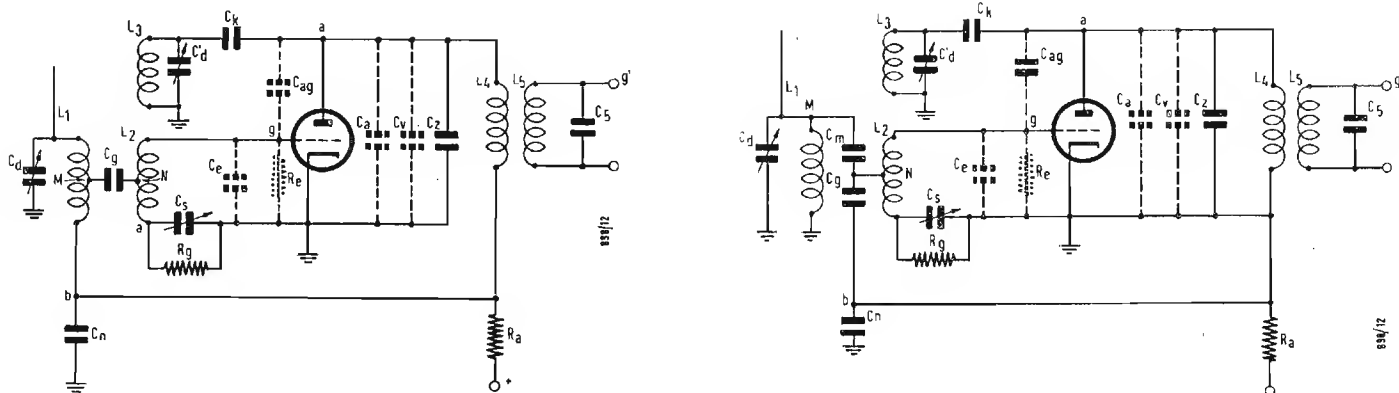 L3
Ck
a
C'd
Cag
L1
L2
g
Ca
Cv
Cz
L4
L5
g'
C5
Cd
Cg
M
N
Ce
Re
Cs
a
Rg
b
Cn
Ra
+
898/12
L3
Ck
a
C'd
Cag
L1
M
L2
g
Ca
Cv
Cz
L4
L5
g
C5
Cd
Cm
Cg
N
Ce
Re
Cs
Rg
b
Cn
Ra
898/12